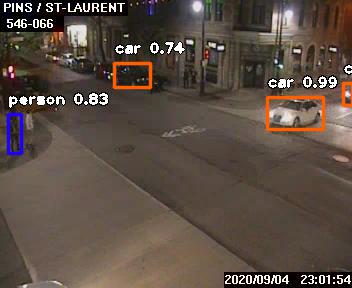 PINS / ST-LAURENT
546-066
car 0.74
c
car 0.99
person 0.83
2020/09/04 23:01:54